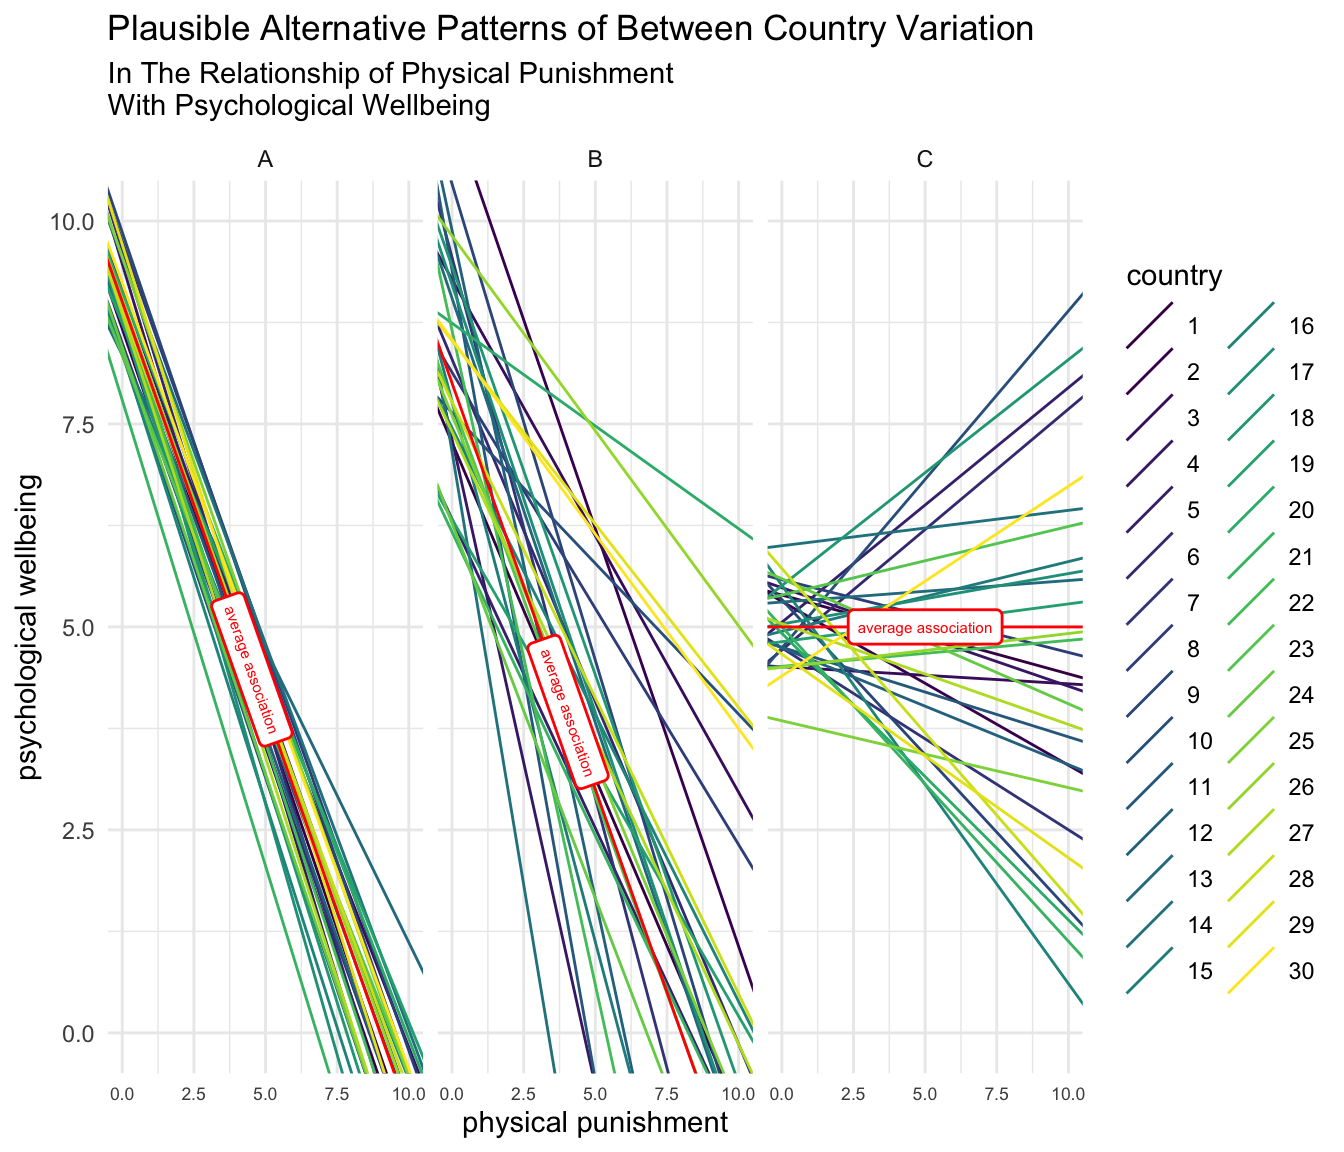 Plausible Alternative Patterns of Between Country Variation
In The Relationship of Physical Punishment
With Psychological Wellbeing
A
B
C
psychological wellbeing
10.0
7.5
5.0
2.5
0.0
average association
average association
average association
0.0 2.5 5.0 7.5 10.0
0.0 2.5 5.0 7.5 10.0
0.0 2.5 5.0 7.5 10.0
physical punishment
country
1
2
3
4
5
6
7
8
9
10
11
12
13
14
15
16
17
18
19
20
21
22
23
24
25
26
27
28
29
30